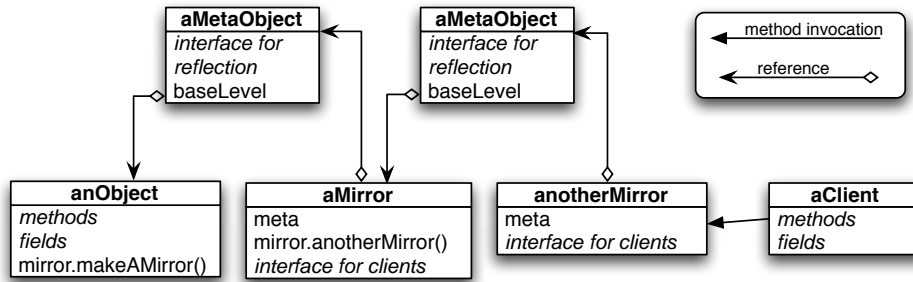 aMetaObject
interface for
reflection
baseLevel
aMetaObject
interface for
reflection
baseLevel
method invocation
reference
anObject
methods
fields
mirror.makeAMirror()
aMirror
meta
mirror.anotherMirror()
interface for clients
anotherMirror
meta
interface for clients
aClient
methods
fields